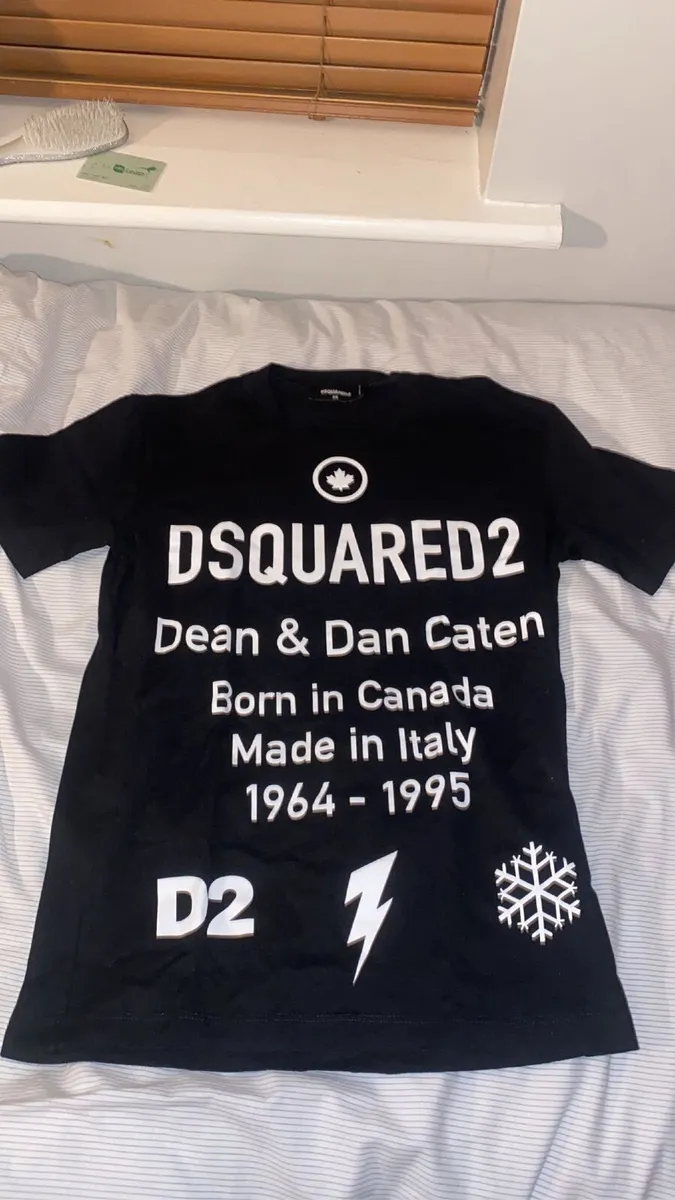 DSQUARED2
Dean & Dan Caten
Born in Canada
Made in Italy
1964 - 1995
D2